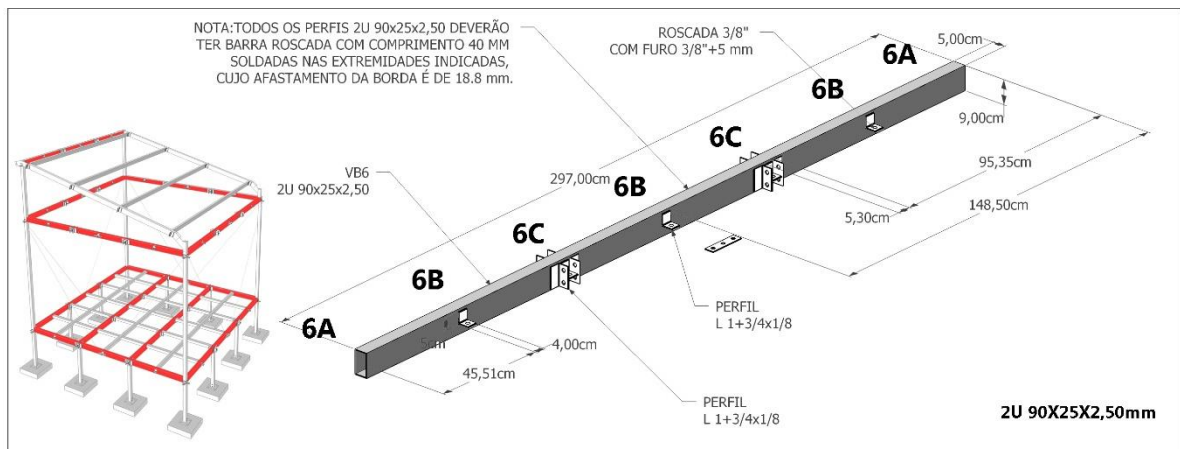 NOTA:TODOS OS PERFIS 2U 90x25x2,50 DEVERÃO
TER BARRA ROSCADA COM COMPRIMENTO 40 MM
SOLDADAS NAS EXTREMIDADES INDICADAS,
CUJO AFASTAMENTO DA BORDA É DE 18.8 mm.
ROSCADA 3/8"
COM FURO 3/8"+5 mm
5,00cm
6A
6B
9,00cm
6C
95,35cm
VB6
2U 90x25x2,50
297,00cm
6B
148,50cm
5,30cm
6C
6B
PERFIL
L 1+3/4x1/8
6A
5cm
4,00cm
45,51cm
PERFIL
L 1+3/4x1/8
2U 90X25X2,50mm